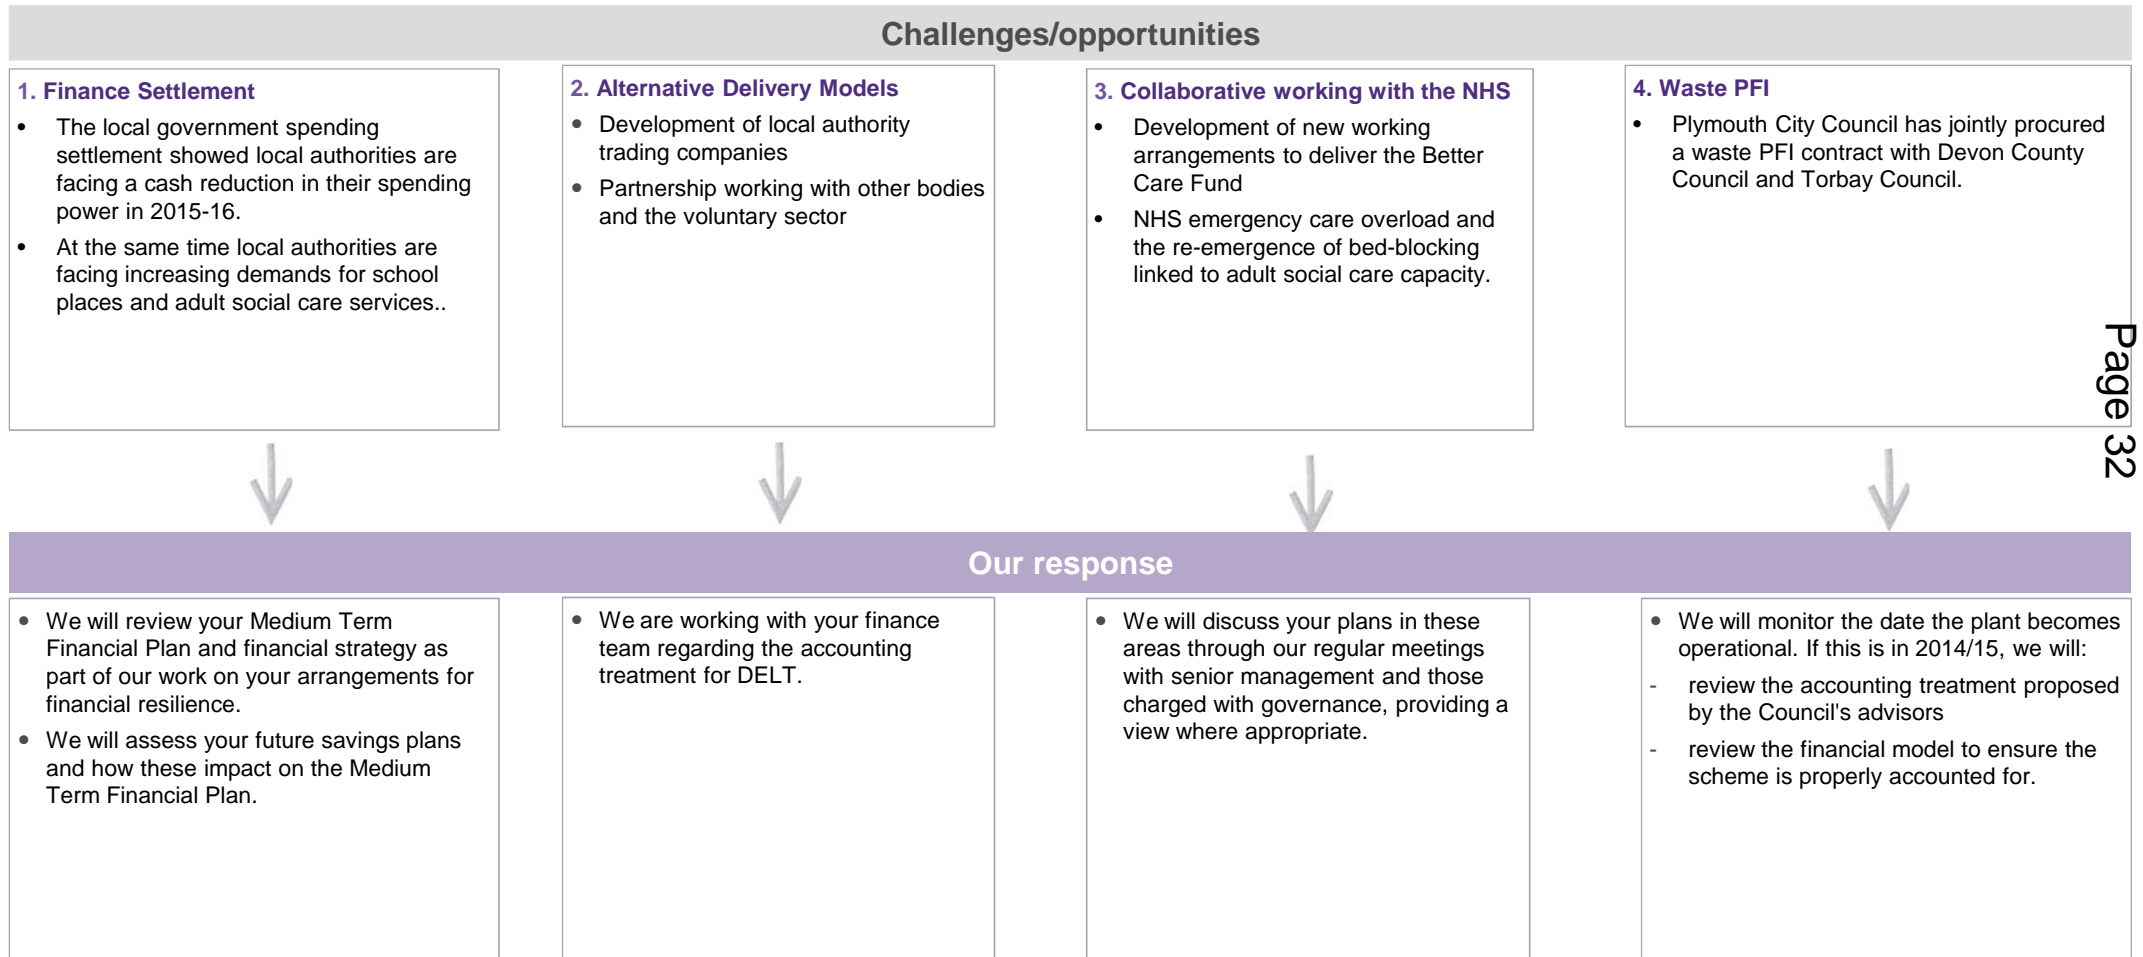 Challenges/opportunities
1. Finance Settlement
• The local government spending
settlement showed local authorities are
facing a cash reduction in their spending
power in 2015-16.
• At the same time local authorities are
facing increasing demands for school
places and adult social care services..
2. Alternative Delivery Models
• Development of local authority
trading companies
• Partnership working with other bodies
and the voluntary sector
3. Collaborative working with the NHS
• Development of new working
arrangements to deliver the Better
Care Fund
• NHS emergency care overload and
the re-emergence of bed-blocking
linked to adult social care capacity.
4. Waste PFI
• Plymouth City Council has jointly procured
a waste PFI contract with Devon County
Council and Torbay Council.
Page 32
Our response
• We will review your Medium Term
Financial Plan and financial strategy as
part of our work on your arrangements for
financial resilience.
• We will assess your future savings plans
and how these impact on the Medium
Term Financial Plan.
• We are working with your finance
team regarding the accounting
treatment for DELT.
• We will discuss your plans in these
areas through our regular meetings
with senior management and those
charged with governance, providing a
view where appropriate.
• We will monitor the date the plant becomes
operational. If this is in 2014/15, we will:
- review the accounting treatment proposed
by the Council's advisors
- review the financial model to ensure the
scheme is properly accounted for.